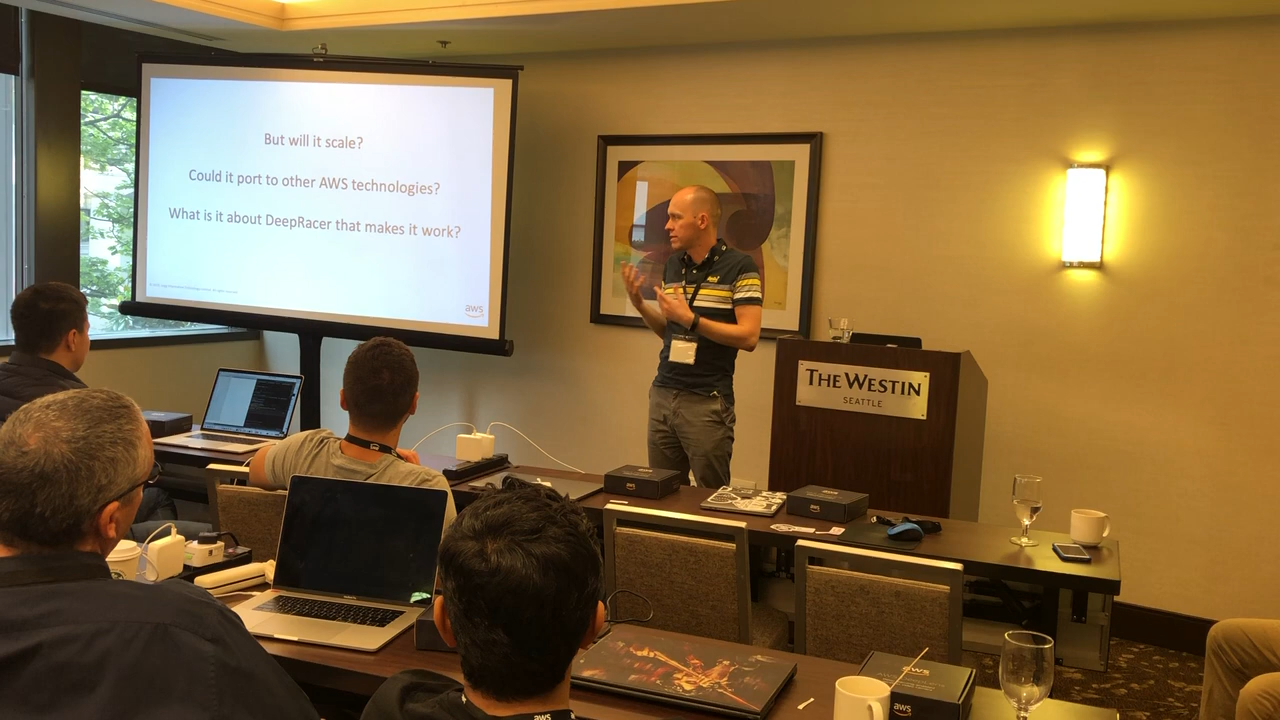 But will it scale?
Could it port to other AWS technologies?
What is it about DeepRacer that makes it work?
aws
THE WESTIN
SEATTLE
aws
aws
aws